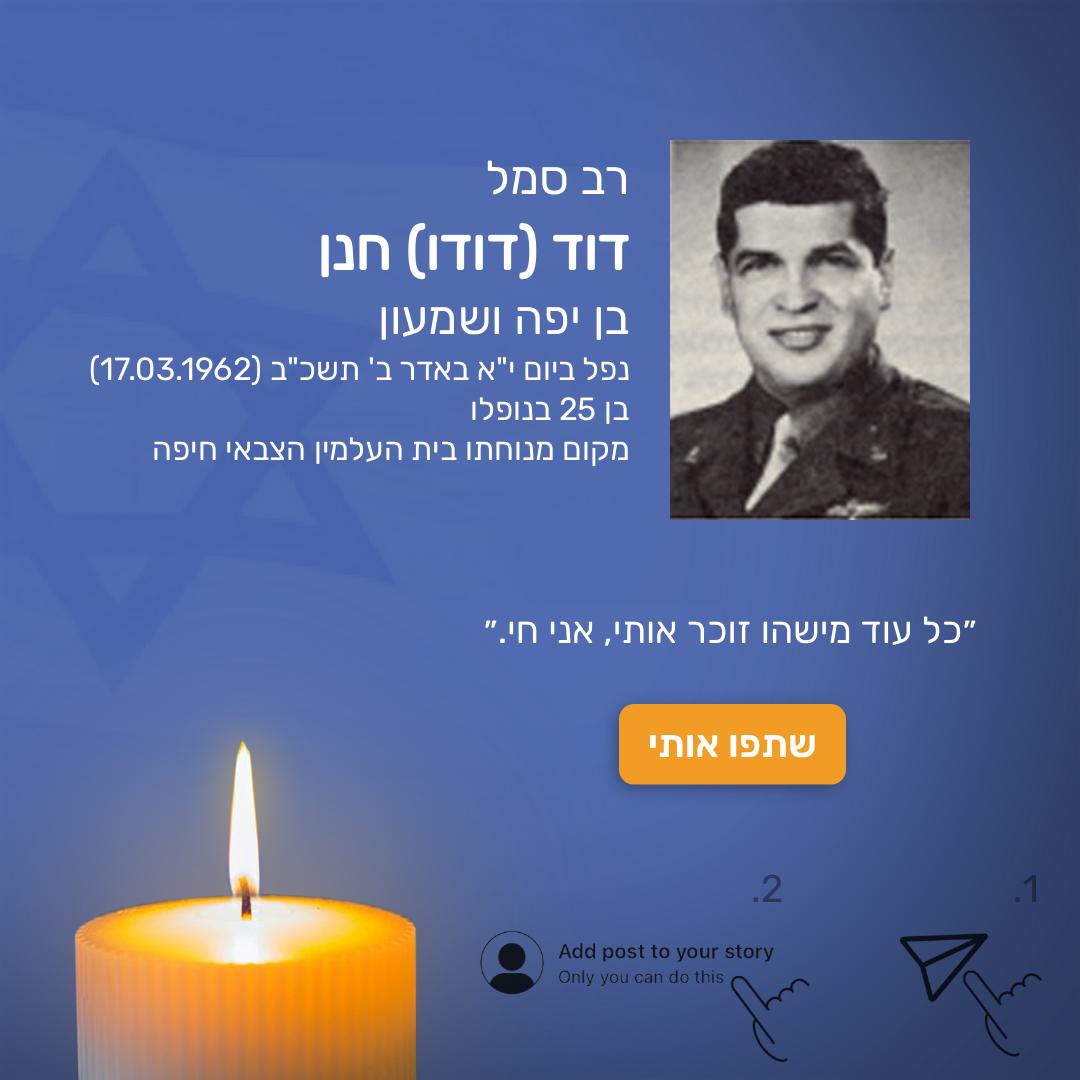 רב סמל
דוד (דודו) חנן
בן יפה ושמעון
נפל ביום י"א באדר ב' תשכ"ב (17.03.1962)
בן 25 בנופלו
מקום מנוחתו בית העלמין הצבאי חיפה
״כל עוד מישהו זוכר אותי, אני חי.״
שתפו אותי
1.
2.
Add post to your story
Only you can do this